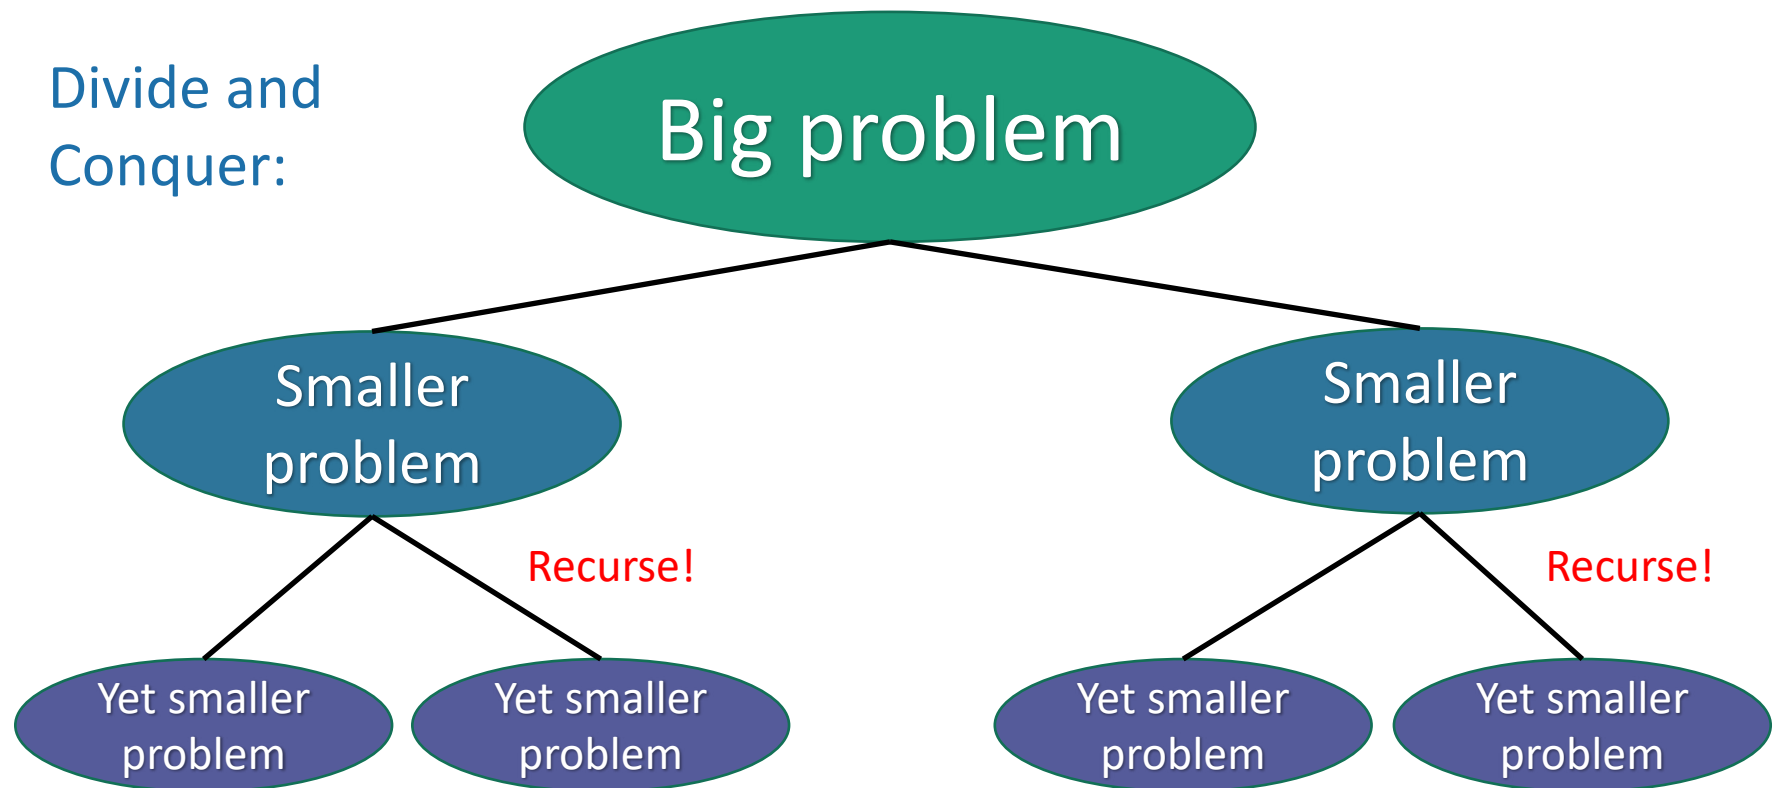 Divide and
Conquer:
Big problem
Smaller
problem
Smaller
problem
Recurse!
Recurse!
Yet smaller
problem
Yet smaller
problem
Yet smaller
problem
Yet smaller
problem